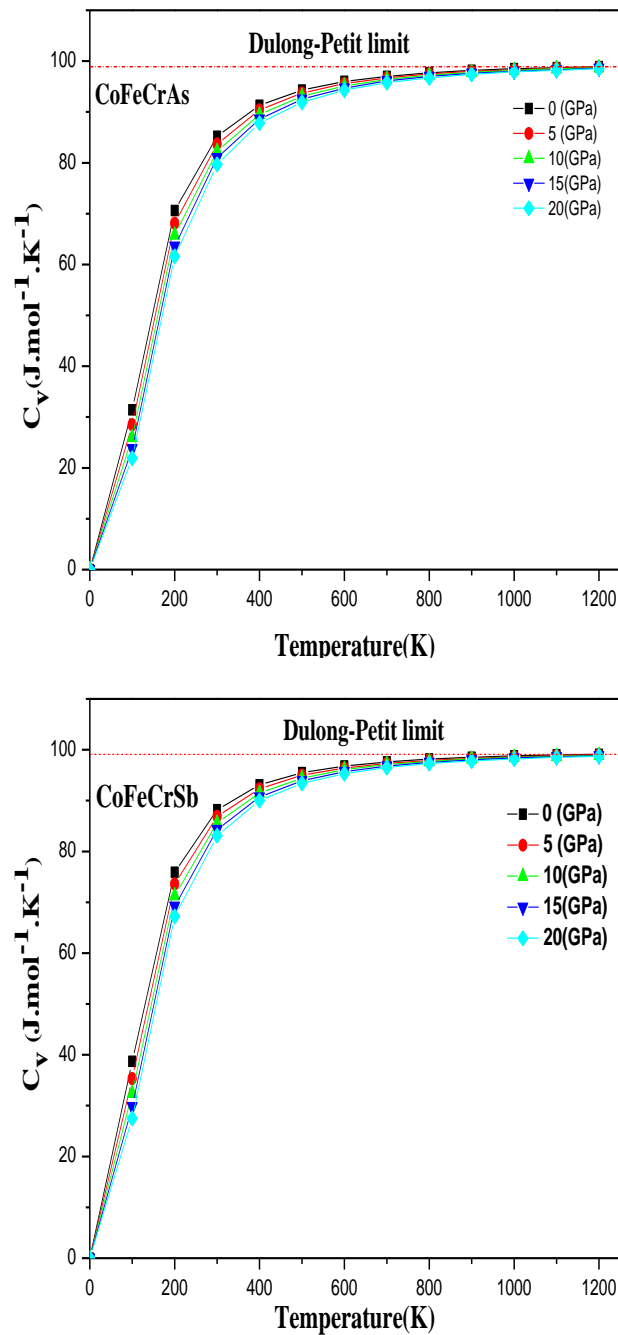 Dulong-Petit limit
100
CoFeCrAs
0 (GPa)
5 (GPa)
10(GPa)
15(GPa)
20(GPa)
80
60
40
20
0
Cv(J.mol-1.K-1)
0 200 400 600 800 1000 1200
Temperature(K)
Dulong-Petit limit
100
CoFeCrSb
0 (GPa)
5 (GPa)
10(GPa)
15(GPa)
20(GPa)
80
60
40
20
0
Cv (J.mol-1.K-1)
0 200 400 600 800 1000 1200
Temperature(K)